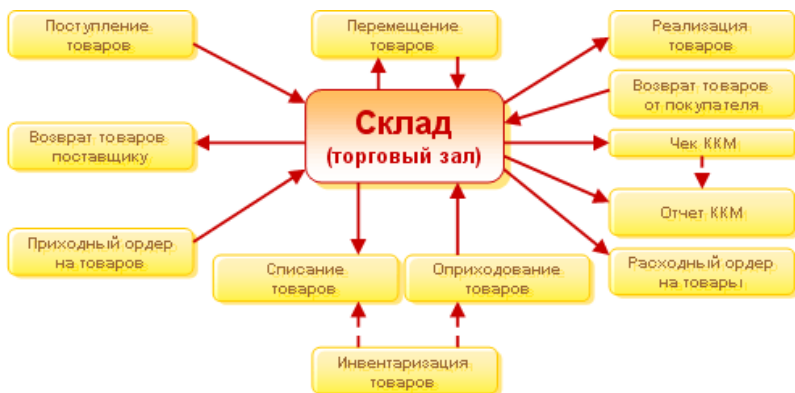 Поступление
товаров
Перемещение
товаров
Реализация
товаров
Возврат товаров
от покупателя
Склад
(торговый зал)
Возврат товаров
поставщику
Чек ККМ
Отчет ККМ
Приходный ордер
на товаров
Списание
товаров
Оприходование
товаров
Расходный ордер
на товары
Инвентаризация
товаров